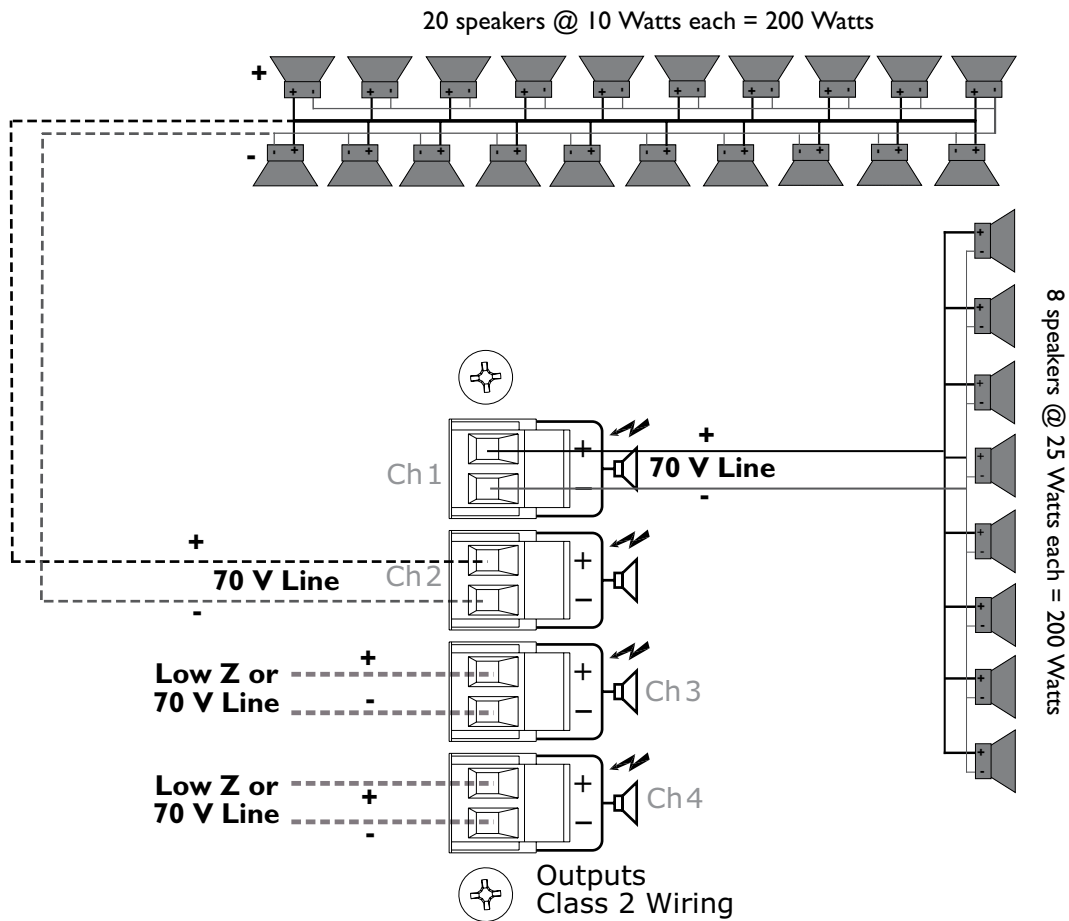 20 speakers @ 10 Watts each = 200 Watts
+
-
8 speakers @ 25 Watts each = 200 Watts
Ch 1
+
-
+
70 V Line
-
+
70 V Line
-
Ch 2
+
-
Low Z or
70 V Line
+
-
+
-
Ch 3
Low Z or
70 V Line
+
-
+
-
Ch 4
Outputs
Class 2 Wiring